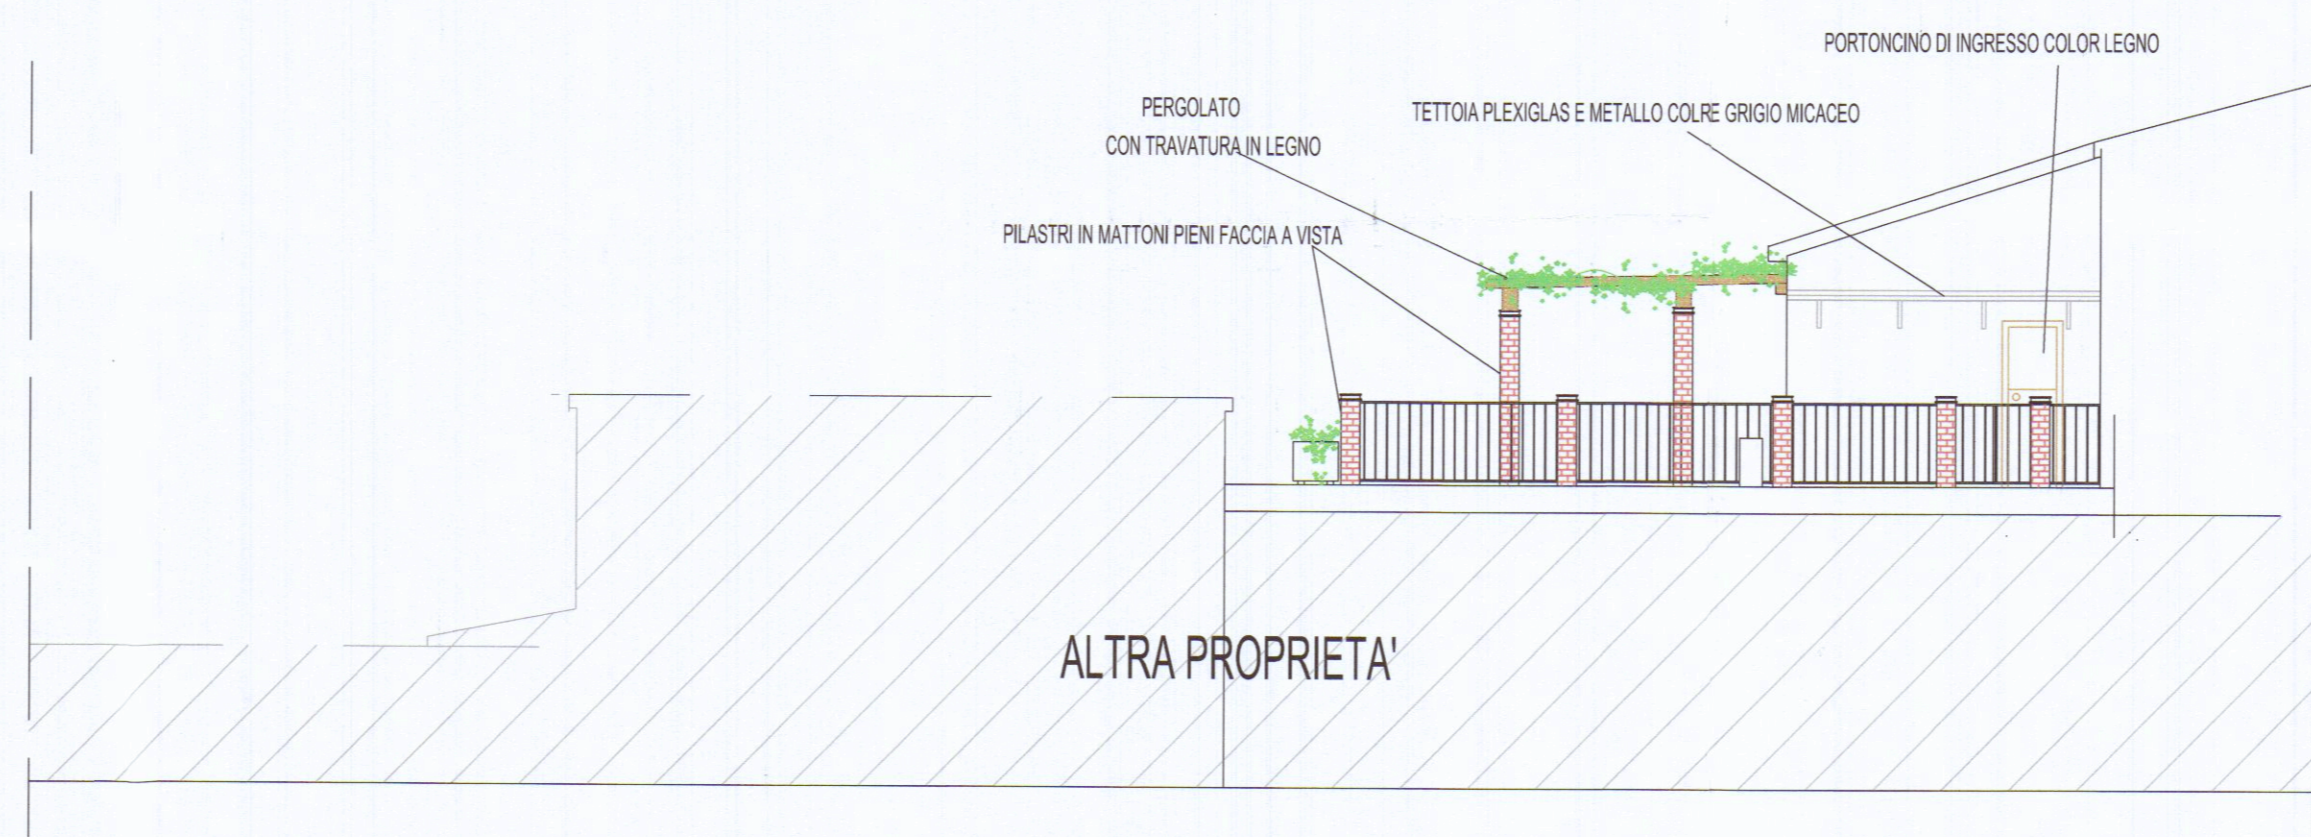 PORTONCINO DI INGRESSO COLOR LEGNO
PERGOLATO
CON TRAVATURA IN LEGNO
TETTOIA PLEXIGLAS E METALLO COLRE GRIGIO MICACEO
PILASTRI IN MATTONI PIENI FACCIA A VISTA
ALTRA PROPRIETA'